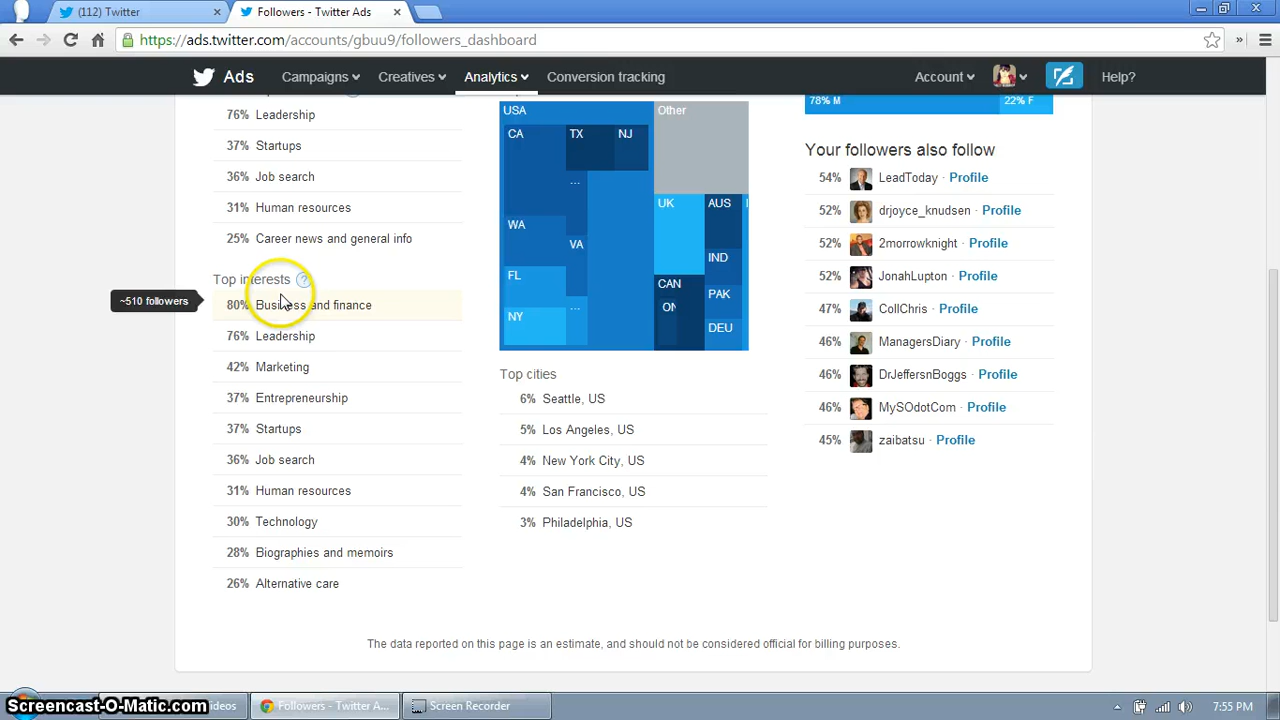 (112) Twitter
Followers - Twitter Ads
https://ads.twitter.com/accounts/gbuu9/followers_dashboard
Ads
Campaigns
Creatives
Analytics
Conversion tracking
Account
Help?
76% Leadership
37% Startups
36% Job search
31% Human resources
25% Career news and general info
Top interests ?
~510 followers
80% Business and finance
76% Leadership
42% Marketing
37% Entrepreneurship
37% Startups
36% Job search
31% Human resources
30% Technology
28% Biographies and memoirs
26% Alternative care
USA
Other
CA
TX
NJ
...
WA
VA
FL
...
NY
UK
AUS
I
IND
CAN
ON
PAK
DEU
Top cities
6% Seattle, US
5% Los Angeles, US
4% New York City, US
4% San Francisco, US
3% Philadelphia, US
78% M
22% F
Your followers also follow
54% LeadToday · Profile
52% drjoyce_knudsen · Profile
52% 2morrowknight · Profile
52% JonahLupton · Profile
47% CollChris · Profile
46% ManagersDiary · Profile
46% DrJeffersnBoggs · Profile
46% MySOdotCom · Profile
45% zaibatsu · Profile
The data reported on this page is an estimate, and should not be considered official for billing purposes.
Screencast-O-Matic.com
Followers - Twitter A...
Screen Recorder
7:55 PM